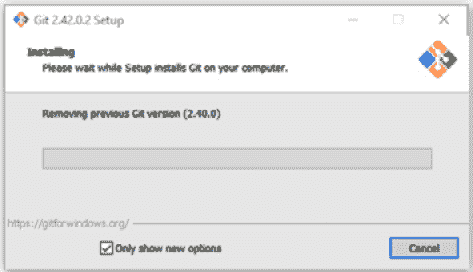 Git 2.42.0.2 Setup
Installing
Please wait while Setup installs Git on your computer.
Removing previous Git version (2.40.0)
https://gitforwindows.org/
Only show new options
Cancel